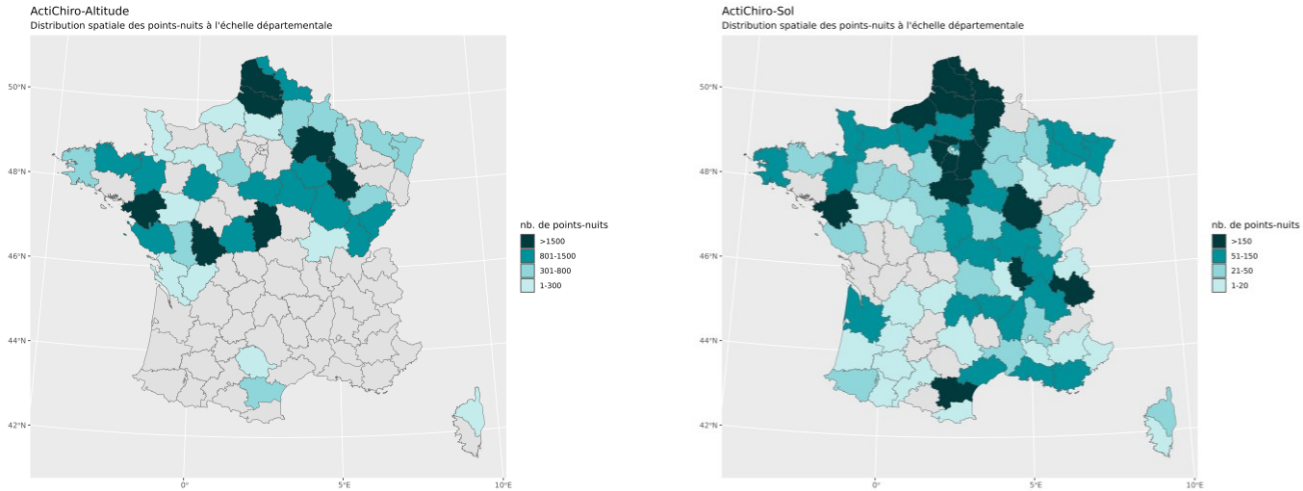 ActiChiro-Altitude
Distribution spatiale des points-nuits à l'échelle départementale
50°N
48°N
46°N
44°N
42°N
0°
5°E
10°E
nb. de points-nuits
>1500
801-1500
301-800
1-300
ActiChiro-Sol
Distribution spatiale des points-nuits à l'échelle départementale
50°N
48°N
46°N
44°N
42°N
0°
5°E
10°E
nb. de points-nuits
>150
51-150
21-50
1-20